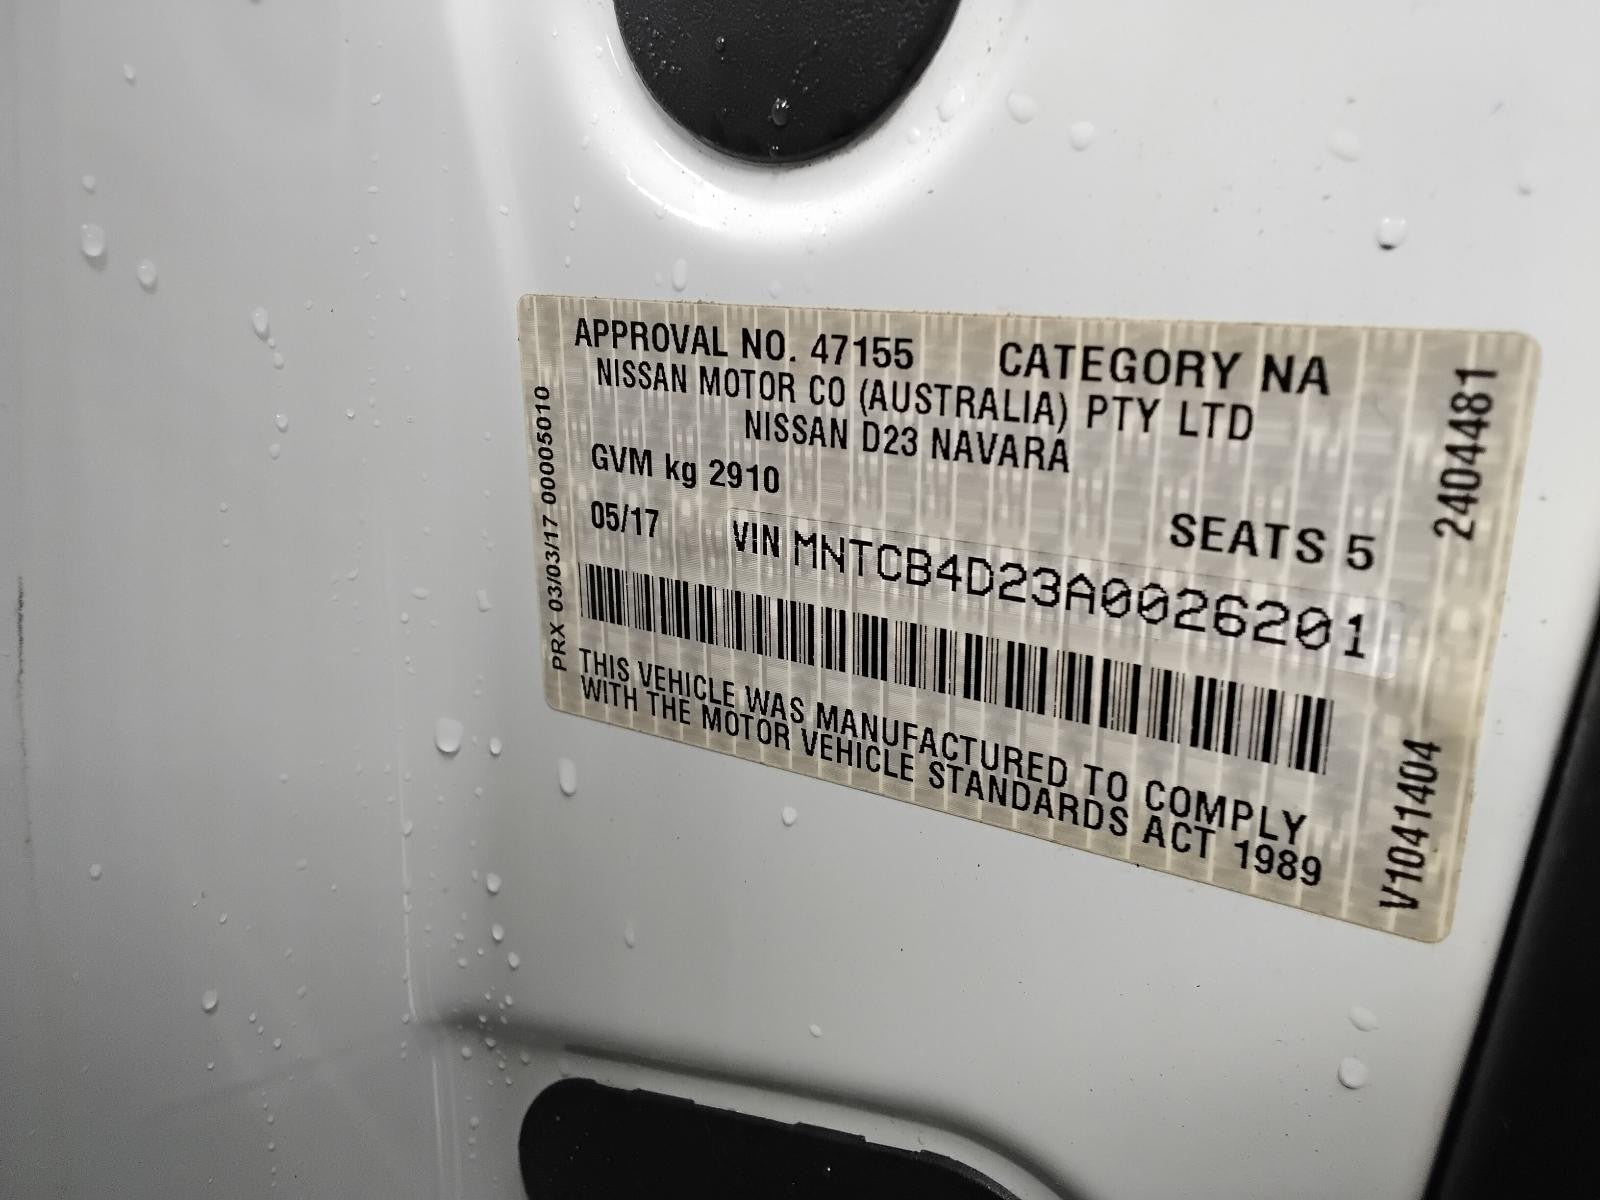 APPROVAL NO. 47155 CATEGORY NA
NISSAN MOTOR CO (AUSTRALIA) PTY LTD
NISSAN D23 NAVARA
GVM kg 2910
SEATS 5
05/17 VIN MNTCB4D23A0026201
THIS VEHICLE WAS MANUFACTURED TO COMPLY
WITH THE MOTOR VEHICLE STANDARDS ACT 1989
PRX 03/03/17 00005010
V1041404
2404481